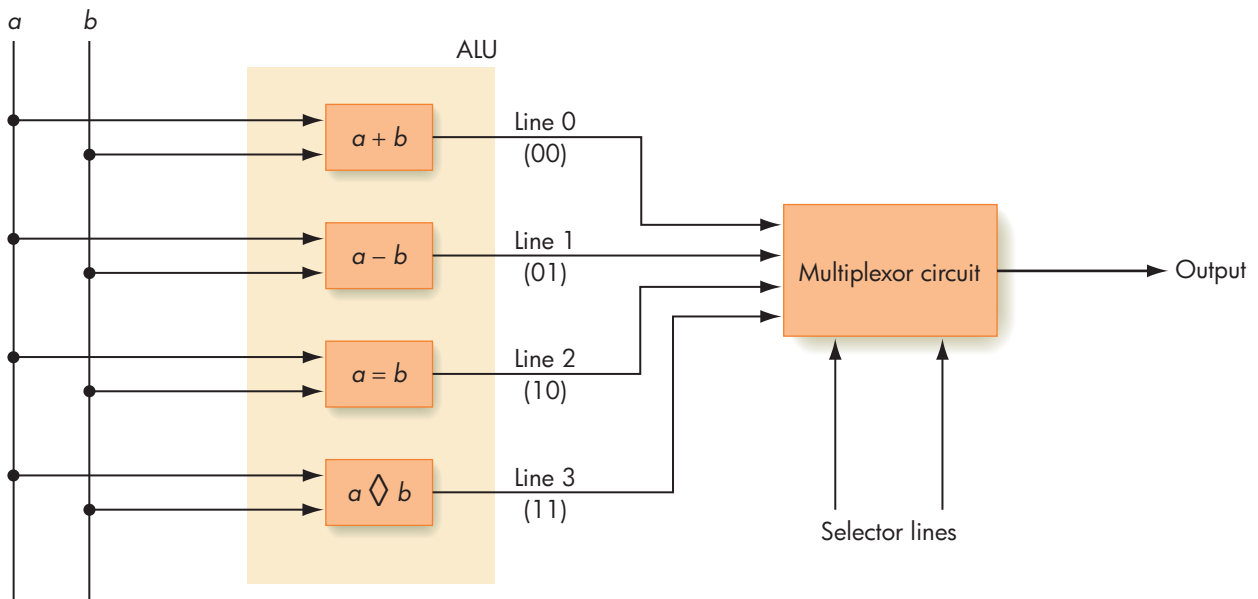 a
b
ALU
a + b
Line 0
(00)
a – b
Line 1
(01)
Multiplexor circuit
Output
a = b
Line 2
(10)
a ◊ b
Line 3
(11)
Selector lines